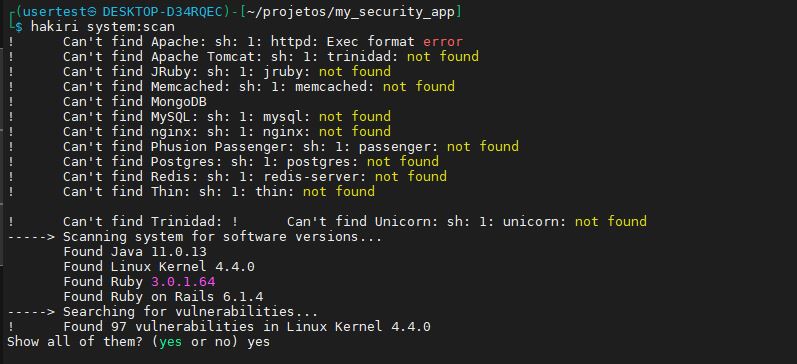 ┌(usertest㉿ DESKTOP-D34RQEC)-[~/projetos/my_security_app]
└$ hakiri system:scan
!      Can't find Apache: sh: 1: httpd: Exec format error
!      Can't find Apache Tomcat: sh: 1: trinidad: not found
!      Can't find JRuby: sh: 1: jruby: not found
!      Can't find Memcached: sh: 1: memcached: not found
!      Can't find MongoDB
!      Can't find MySQL: sh: 1: mysql: not found
!      Can't find nginx: sh: 1: nginx: not found
!      Can't find Phusion Passenger: sh: 1: passenger: not found
!      Can't find Postgres: sh: 1: postgres: not found
!      Can't find Redis: sh: 1: redis-server: not found
!      Can't find Thin: sh: 1: thin: not found
!      Can't find Trinidad: !      Can't find Unicorn: sh: 1: unicorn: not found
-----> Scanning system for software versions...
       Found Java 11.0.13
       Found Linux Kernel 4.4.0
       Found Ruby 3.0.1.64
       Found Ruby on Rails 6.1.4
-----> Searching for vulnerabilities...
!      Found 97 vulnerabilities in Linux Kernel 4.4.0
Show all of them? (yes or no) yes